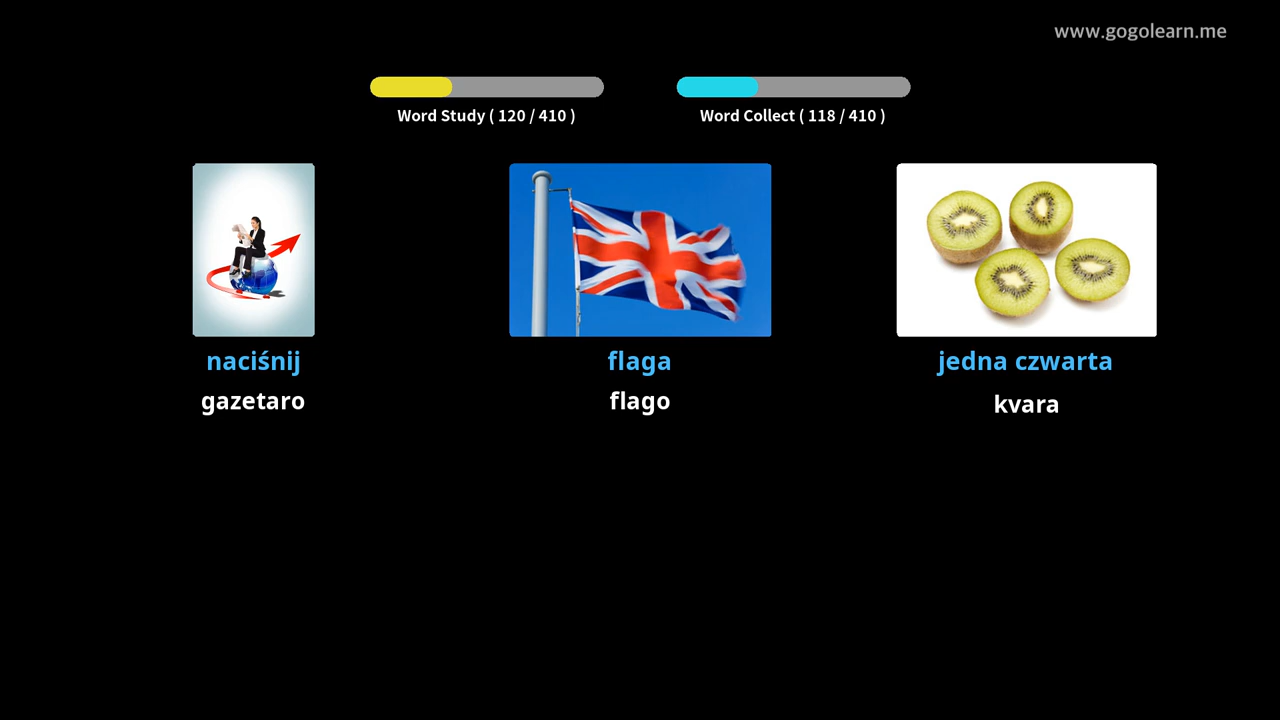 www.gogolearn.me
Word Study ( 120 / 410 )
Word Collect ( 118 / 410 )
naciśnij
gazetaro
flaga
flago
jedna czwarta
kvara